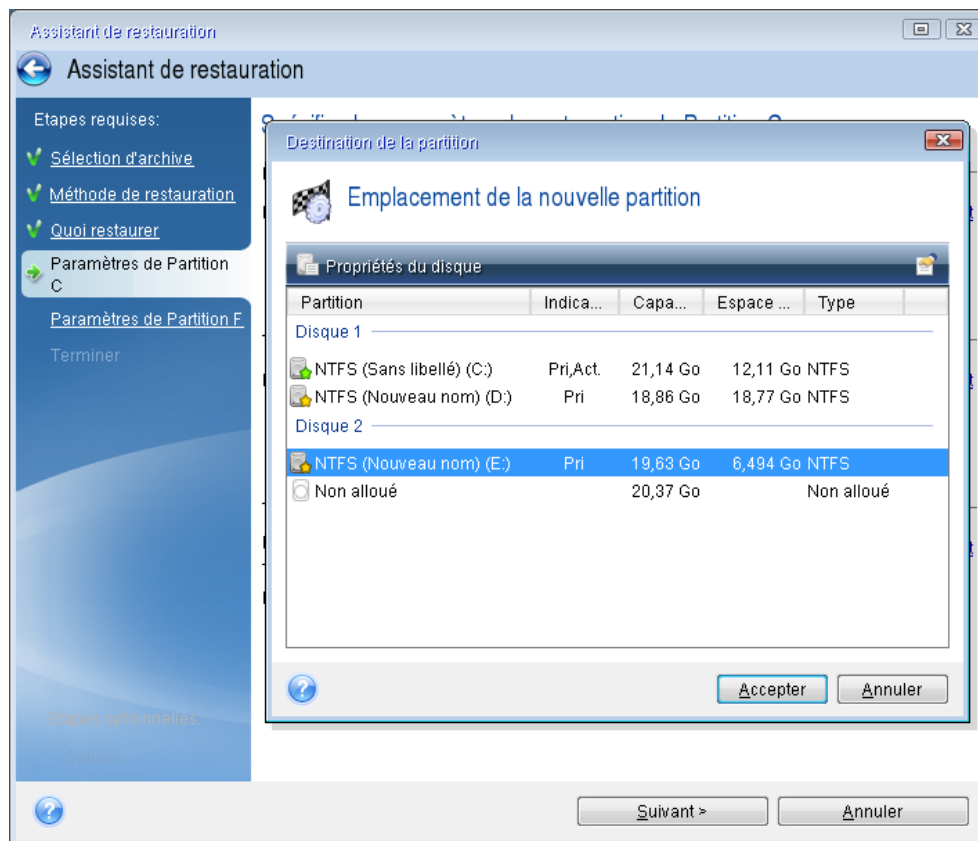 Assistant de restauration
Assistant de restauration
Etapes requises:
Sélection d'archive
Méthode de restauration
Quoi restaurer
Paramètres de Partition
C
Paramètres de Partition F
Terminer
Etapes optionnelles:
Options
Destination de la partition
Emplacement de la nouvelle partition
Propriétés du disque
Partition Indica... Capa... Espace ... Type
Disque 1
NTFS (Sans libellé) (C:) Pri,Act. 21,14 Go 12,11 Go NTFS
NTFS (Nouveau nom) (D:) Pri 18,86 Go 18,77 Go NTFS
Disque 2
NTFS (Nouveau nom) (E:) Pri 19,63 Go 6,494 Go NTFS
Non alloué 20,37 Go Non alloué
Accepter Annuler
Suivant > Annuler